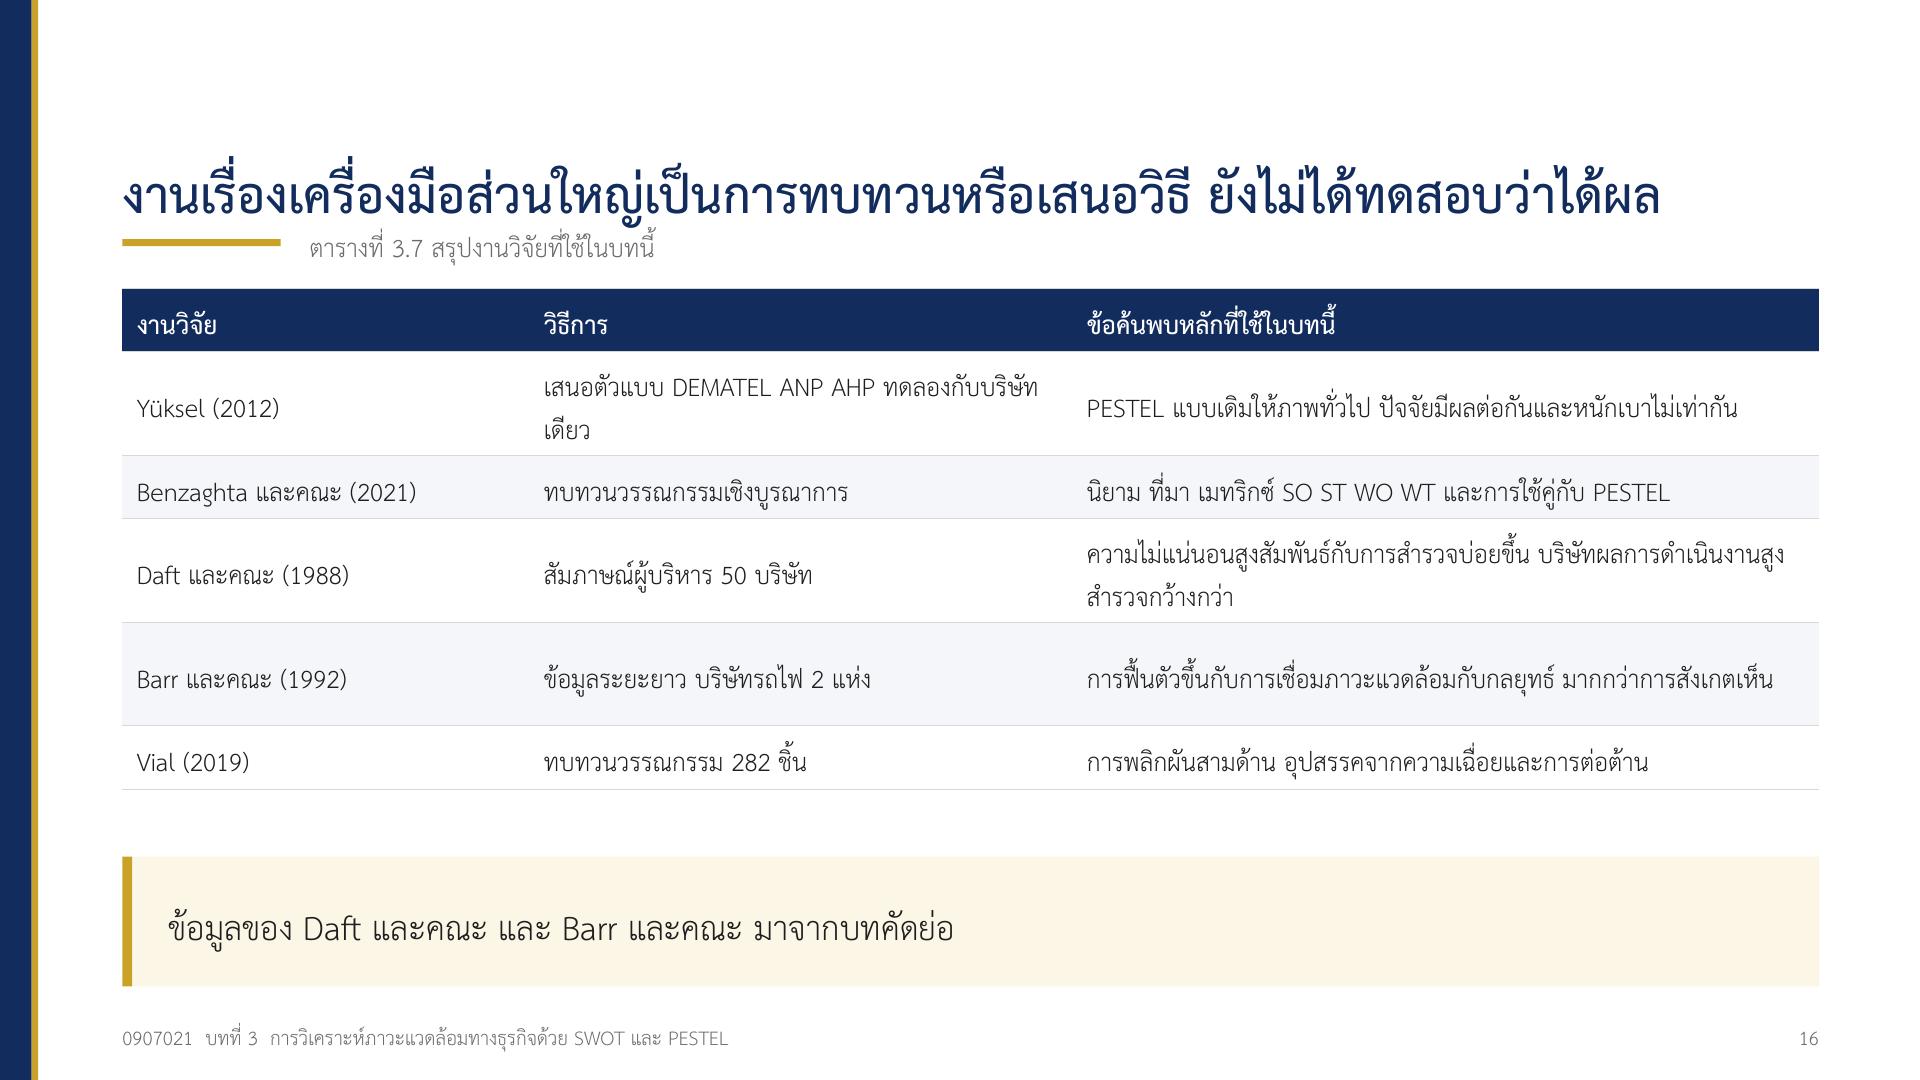 งานเรื่องเครื่องมือส่วนใหญ่เป็นการทบทวนหรือเสนอวิธี ยังไม่ได้ทดสอบว่าได้ผล
ตารางที่ 3.7 สรุปงานวิจัยที่ใช้ในบทนี้
งานวิจัย วิธีการ ข้อค้นพบหลักที่ใช้ในบทนี้
Yüksel (2012) เสนอตัวแบบ DEMATEL ANP AHP ทดลองกับบริษัท
เดียว PESTEL แบบเดิมให้ภาพทั่วไป ปัจจัยมีผลต่อกันและหนักเบาไม่เท่ากัน
Benzaghta และคณะ (2021) ทบทวนวรรณกรรมเชิงบูรณาการ นิยาม ที่มา เมทริกซ์ SO ST WO WT และการใช้คู่กับ PESTEL
Daft และคณะ (1988) สัมภาษณ์ผู้บริหาร 50 บริษัท ความไม่แน่นอนสูงสัมพันธ์กับการสำรวจบ่อยขึ้น บริษัทผลการดำเนินงานสูง
สำรวจกว้างกว่า
Barr และคณะ (1992) ข้อมูลระยะยาว บริษัทรถไฟ 2 แห่ง การฟื้นตัวขึ้นกับการเชื่อมภาวะแวดล้อมกับกลยุทธ์ มากกว่าการสังเกตเห็น
Vial (2019) ทบทวนวรรณกรรม 282 ชิ้น การพลิกผันสามด้าน อุปสรรคจากความเฉื่อยและการต่อต้าน
ข้อมูลของ Daft และคณะ และ Barr และคณะ มาจากบทคัดย่อ
0907021 บทที่ 3 การวิเคราะห์ภาวะแวดล้อมทางธุรกิจด้วย SWOT และ PESTEL 16